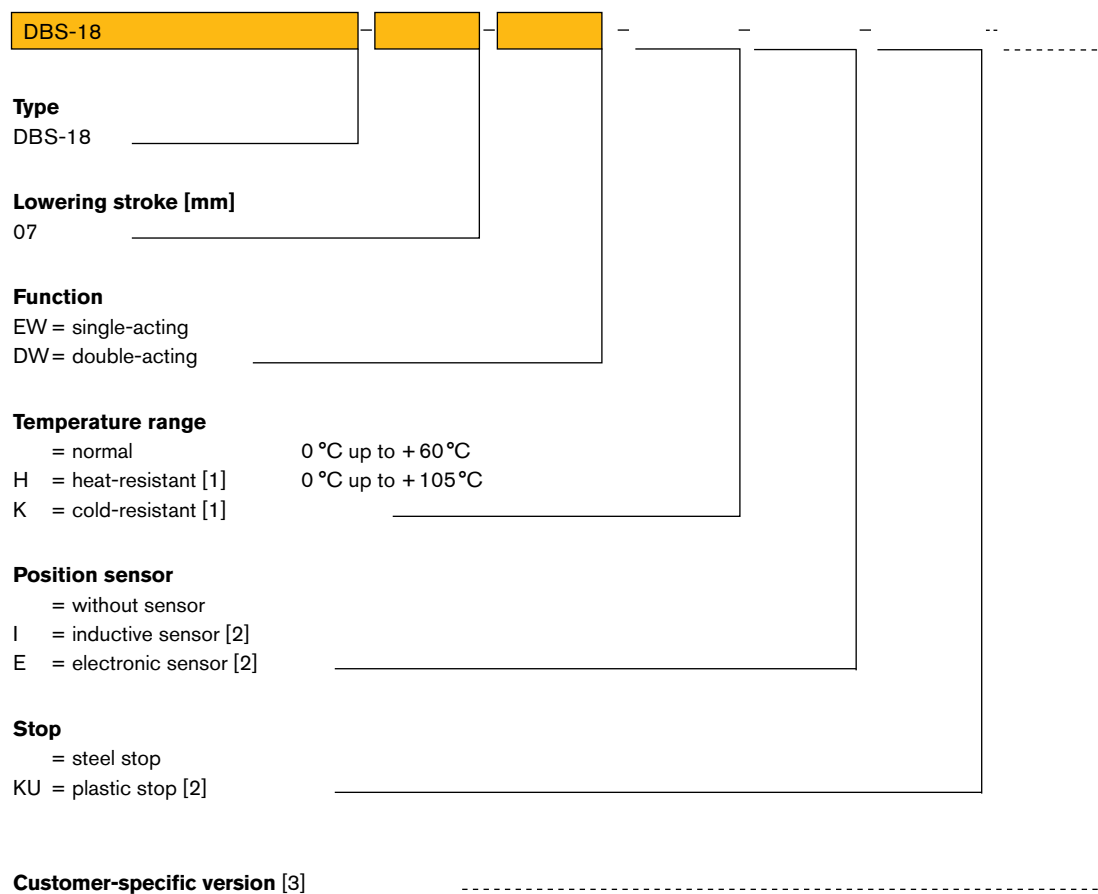 DBS-18 – – – – – --
Type
DBS-18
Lowering stroke [mm]
07
Function
EW = single-acting
DW = double-acting
Temperature range
= normal 0 °C up to + 60 °C
H = heat-resistant [1] 0 °C up to + 105 °C
K = cold-resistant [1]
Position sensor
= without sensor
I = inductive sensor [2]
E = electronic sensor [2]
Stop
= steel stop
KU = plastic stop [2]
Customer-specific version [3]